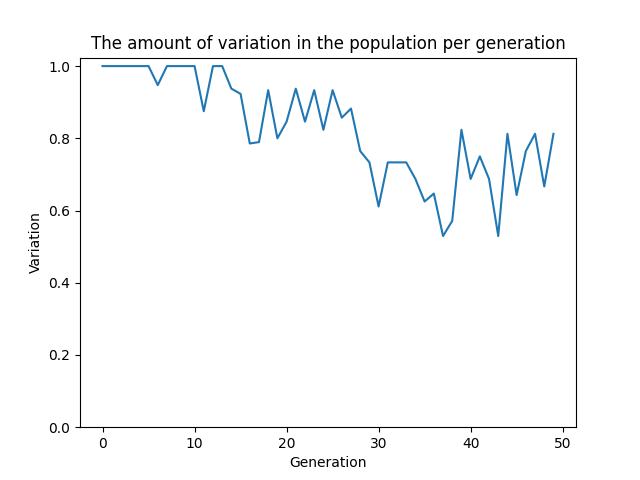 The amount of variation in the population per generation
1.0
0.8
0.6
0.4
0.2
0.0
Variation
0 10 20 30 40 50
Generation